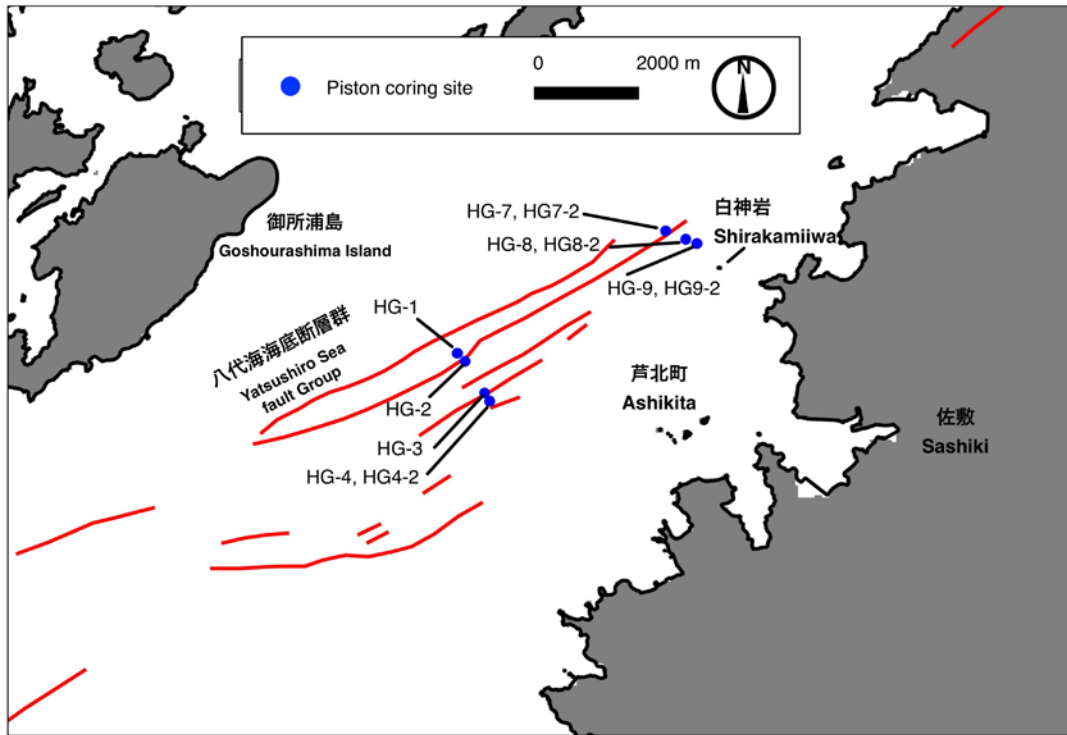 0 2000 m
N
Piston coring site
御所浦島
Goshourashima Island
HG-7, HG7-2
白神岩
Shirakamiiwa
HG-8, HG8-2
HG-9, HG9-2
HG-1
八代海海底断層群
Yatsushiro Sea
fault Group
HG-2
芦北町
Ashikita
佐敷
Sashiki
HG-3
HG-4, HG4-2